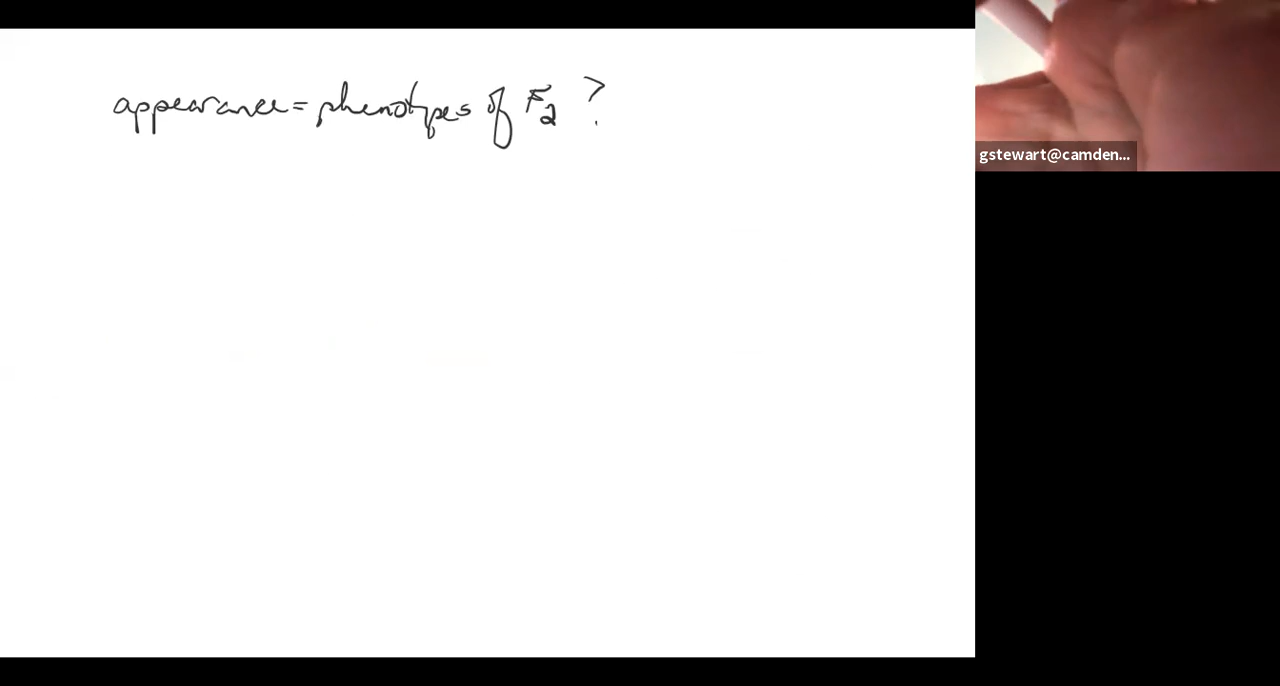 appearance = phenotypes of F2 ?
gstewart@camden...